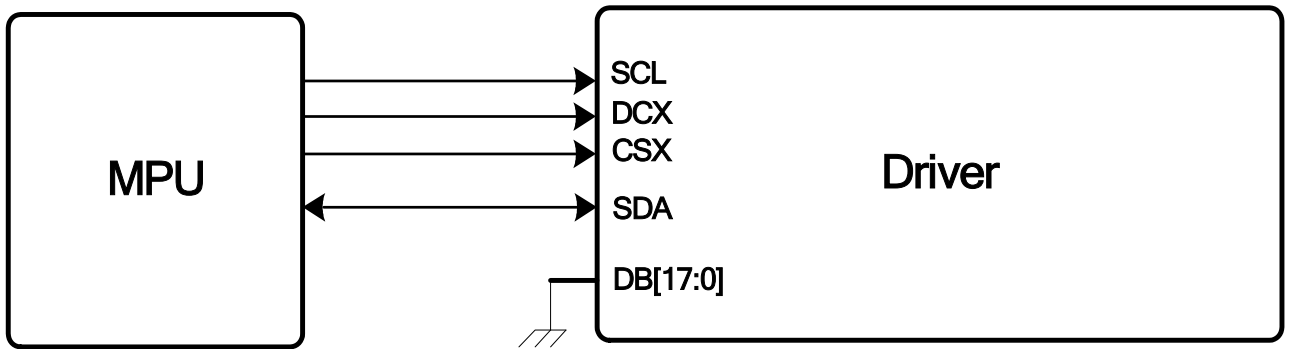 MPU
SCL
DCX
CSX
SDA
DB[17:0]
Driver